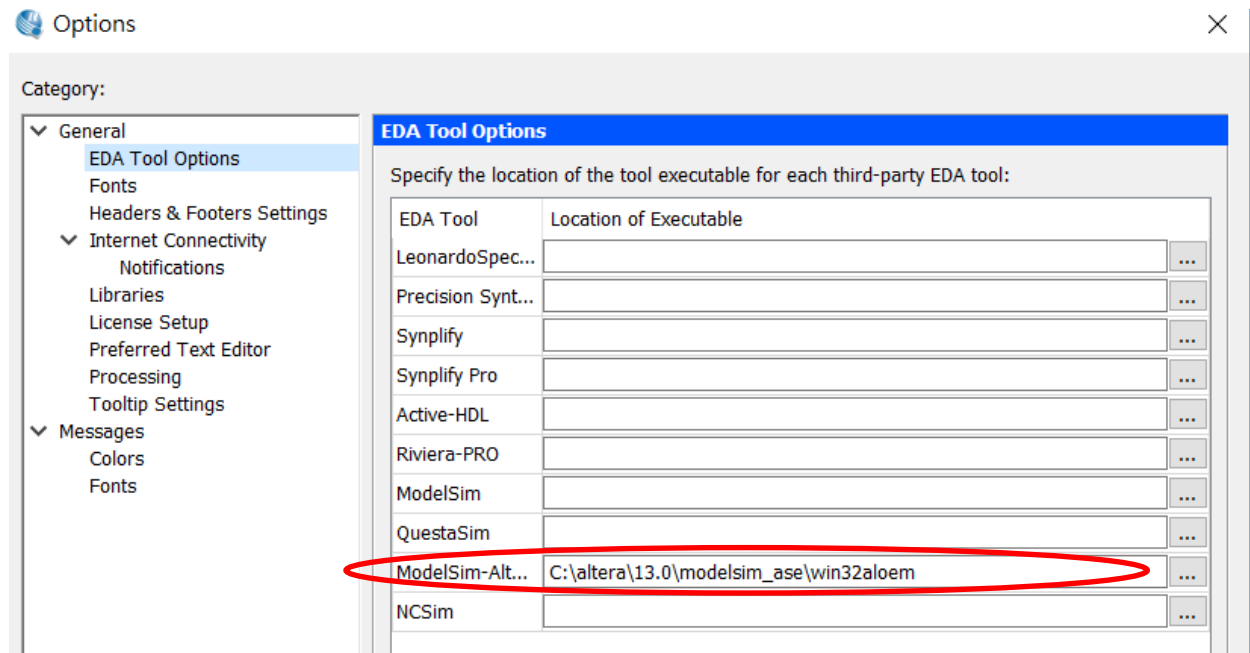 Options
Category:
General
EDA Tool Options
Fonts
Headers & Footers Settings
Internet Connectivity
Notifications
Libraries
License Setup
Preferred Text Editor
Processing
Tooltip Settings
Messages
Colors
Fonts
EDA Tool Options
Specify the location of the tool executable for each third-party EDA tool:
EDA Tool Location of Executable
LeonardoSpec... ...
Precision Synt... ...
Synplify ...
Synplify Pro ...
Active-HDL ...
Riviera-PRO ...
ModelSim ...
QuestaSim ...
ModelSim-Alt... C:\altera\13.0\modelsim_ase\win32aloem ...
NCSim ...